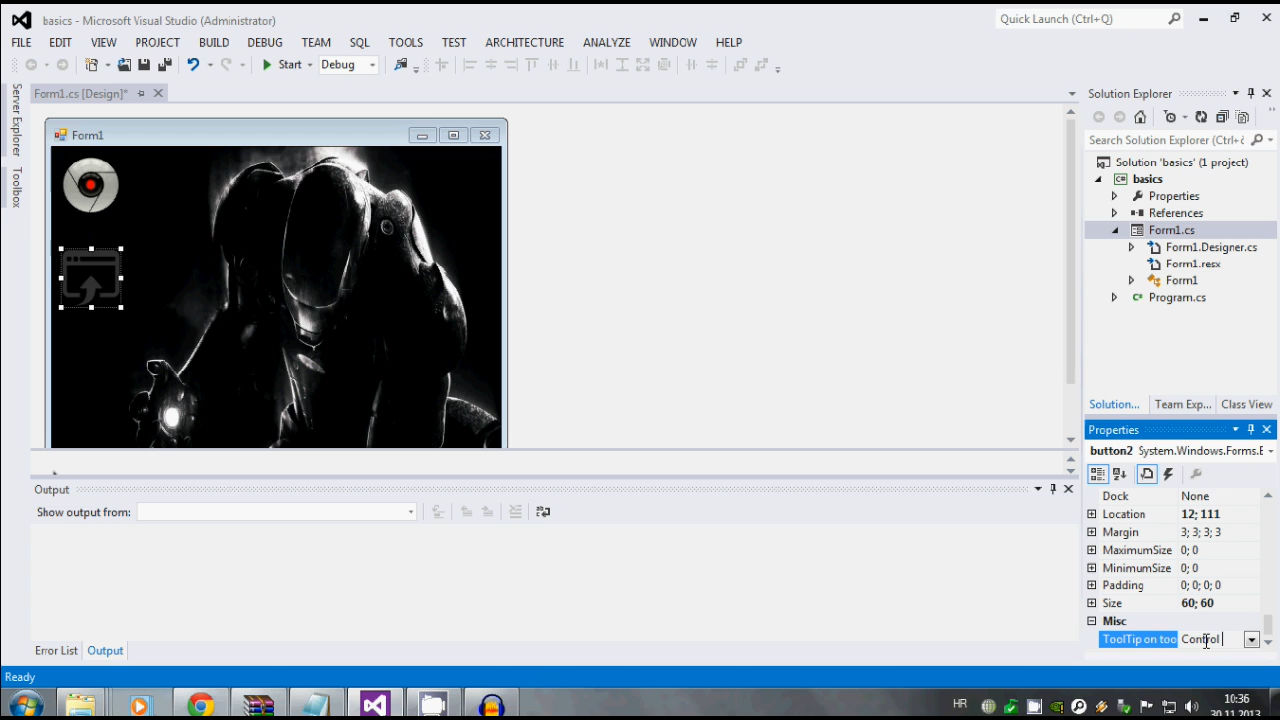 basics - Microsoft Visual Studio (Administrator)
Quick Launch (Ctrl+Q)
FILE EDIT VIEW PROJECT BUILD DEBUG TEAM SQL TOOLS TEST ARCHITECTURE ANALYZE WINDOW HELP
Start Debug
Server Explorer
Toolbox
Form1.cs [Design]*
Form1
Solution Explorer
Search Solution Explorer (Ctrl+č
Solution 'basics' (1 project)
C# basics
Properties
References
Form1.cs
Form1.Designer.cs
Form1.resx
Form1
C# Program.cs
Solution... Team Exp... Class View
Properties
button2 System.Windows.Forms.E
Dock None
Location 12; 111
Margin 3; 3; 3; 3
MaximumSize 0; 0
MinimumSize 0; 0
Padding 0; 0; 0; 0
Size 60; 60
Misc
ToolTip on too Control
Output
Show output from:
Error List Output
Ready
HR
10:36
30.11.2013